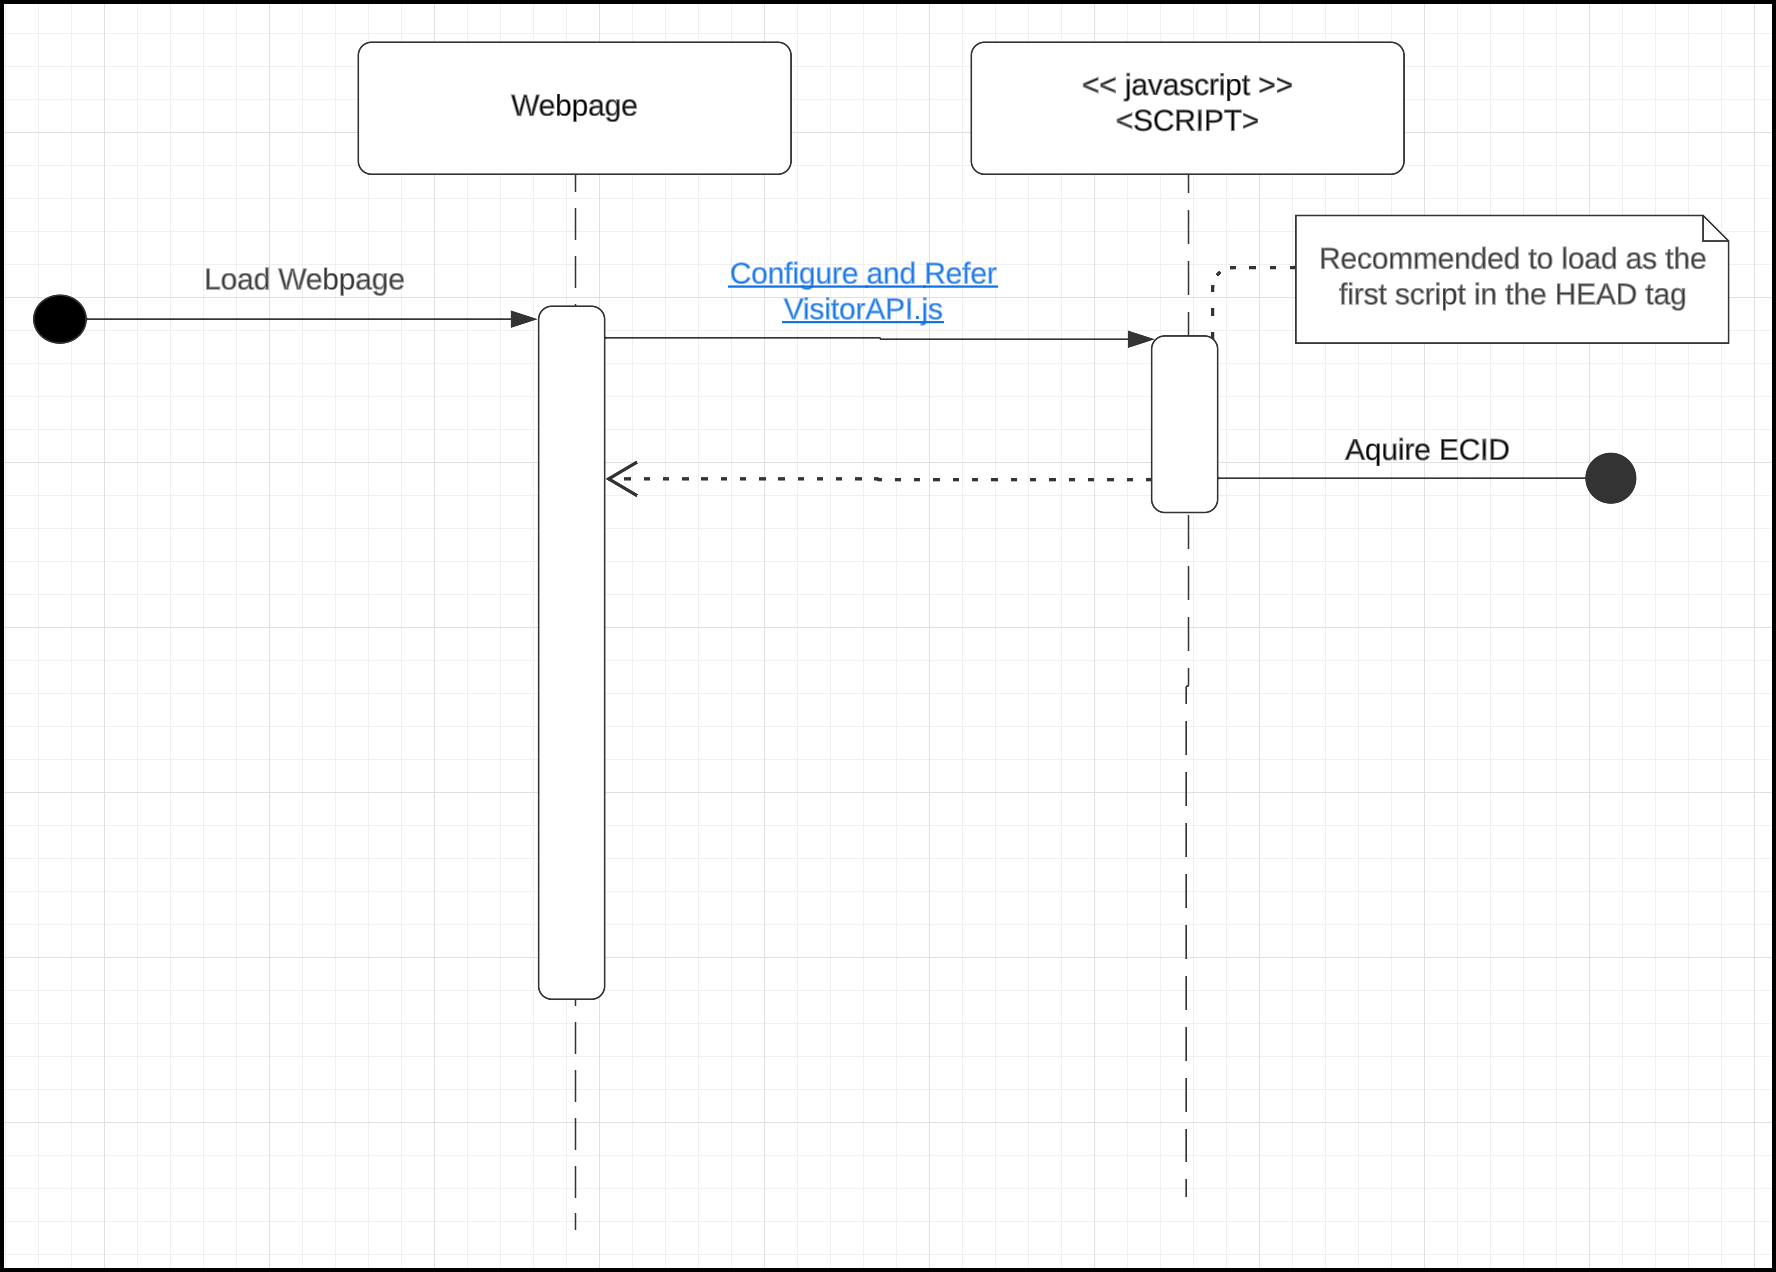 Webpage
<< javascript >>
<SCRIPT>
Recommended to load as the
first script in the HEAD tag
Load Webpage
Configure and Refer
VisitorAPI.js
Aquire ECID